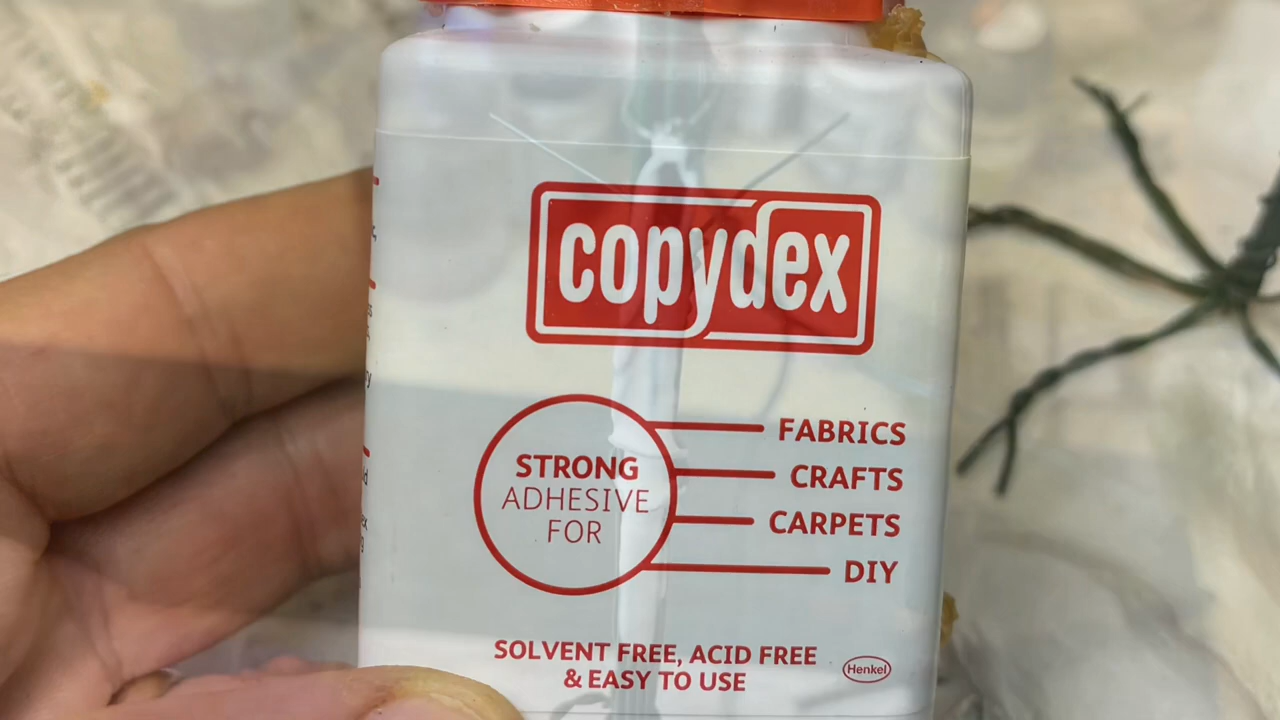 copydex
STRONG
ADHESIVE
FOR
FABRICS
CRAFTS
CARPETS
DIY
SOLVENT FREE, ACID FREE
& EASY TO USE
Henkel